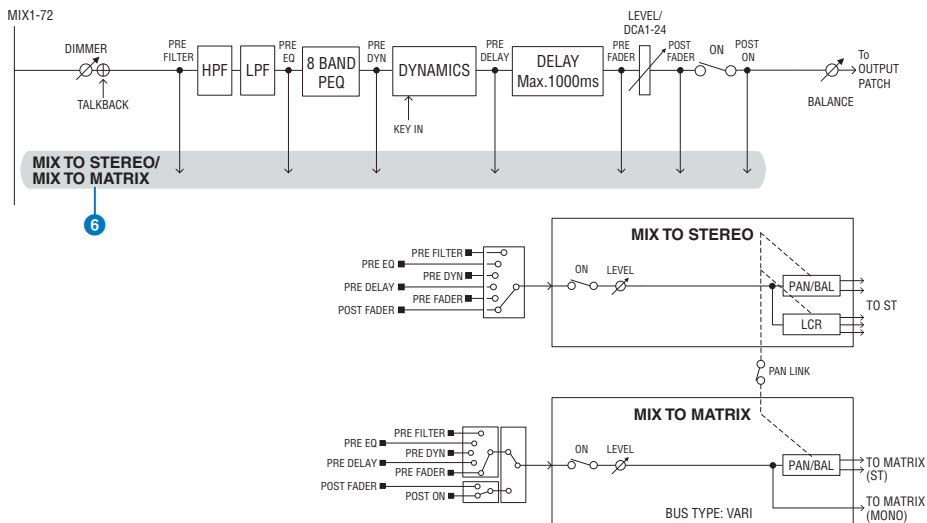 MIX1-72
DIMMER
TALKBACK
PRE
FILTER
HPF
LPF
PRE
EQ
8 BAND
PEQ
PRE
DYN
DYNAMICS
KEY IN
PRE
DELAY
DELAY
Max.1000ms
PRE
FADER
LEVEL/
DCA1-24
POST
FADER
ON
POST
ON
BALANCE
To
OUTPUT
PATCH
MIX TO STEREO/
MIX TO MATRIX
6
MIX TO STEREO
PRE FILTER
PRE EQ
PRE DYN
PRE DELAY
PRE FADER
POST FADER
ON
LEVEL
PAN/BAL
LCR
TO ST
PAN LINK
MIX TO MATRIX
PRE FILTER
PRE EQ
PRE DYN
PRE DELAY
PRE FADER
POST FADER
POST ON
ON
LEVEL
PAN/BAL
TO MATRIX
(ST)
TO MATRIX
(MONO)
BUS TYPE: VARI